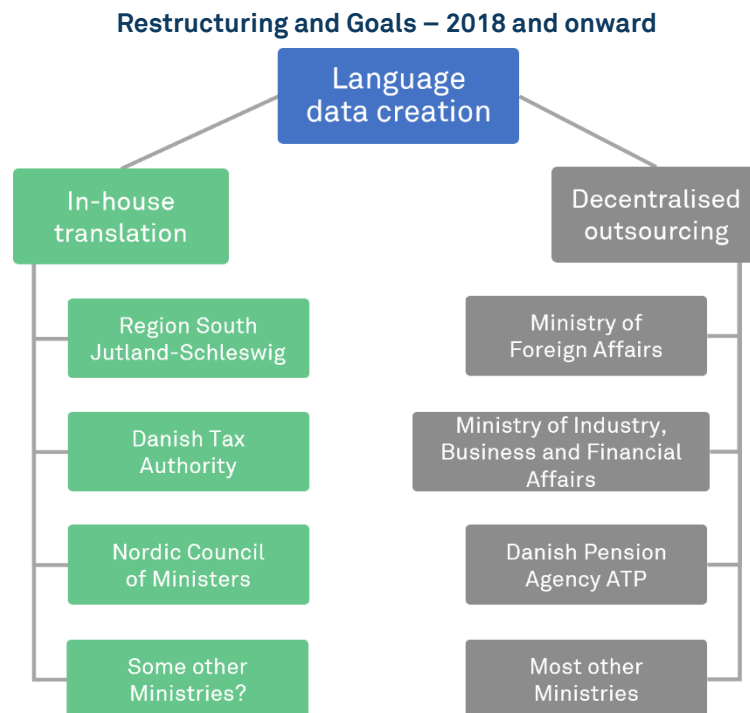 Restructuring and Goals – 2018 and onward
Language
data creation
In-house
translation
Region South
Jutland-Schleswig
Danish Tax
Authority
Nordic Council
of Ministers
Some other
Ministries?
Decentralised
outsourcing
Ministry of
Foreign Affairs
Ministry of Industry,
Business and Financial
Affairs
Danish Pension
Agency ATP
Most other
Ministries